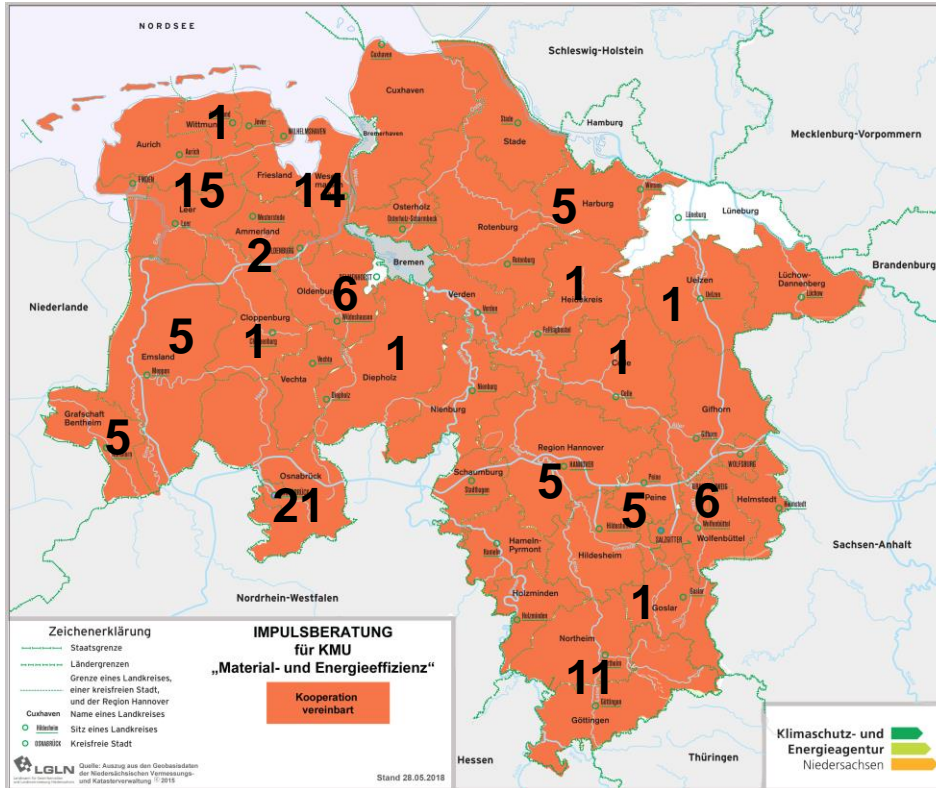 NORDSEE
Schleswig-Holstein
Cuxhaven
Cuxhaven
Hamburg
Mecklenburg-Vorpommern
Wittmund
1
Jever
WILHELMSHAVEN
Bremerhaven
Stade
Stade
Aurich
Aurich
EMDEN
15
Friesland
14
Leer
Leer
Westerstede
Ammerland
2
Osterholz
Osterholz-Scharmbeck
Rotenburg
5
Harburg
Winsen
Lüneburg
Lüneburg
Brandenburg
Bremen
Rotenburg
Niederlande
Oldenburg
6
Verden
Verden
1
Heidekreis
Uelzen
1
Uelzen
Lüchow-
Dannenberg
Lüchow
Cloppenburg
1
Wildeshausen
5
Emsland
Meppen
Vechta
Vechta
1
Diepholz
Diepholz
Fallingbostel
1
Celle
Nienburg
Nienburg
Grafschaft
Bentheim
5
Gifhorn
Gifhorn
Osnabrück
21
Region Hannover
HANNOVER
5
Schaumburg
Stadthagen
Peine
Peine
5
WOLFSBURG
6
Helmstedt
Helmstedt
Wolfenbüttel
Wolfenbüttel
Hildesheim
SALZGITTER
Hameln-
Pyrmont
Hameln
Hildesheim
Sachsen-Anhalt
Nordrhein-Westfalen
Holzminden
Holzminden
1
Goslar
Goslar
Northeim
11
Göttingen
Göttingen
Hessen
Thüringen
Zeichenerklärung
Staatsgrenze
Ländergrenzen
Grenze eines Landkreises,
einer kreisfreien Stadt,
und der Region Hannover
Cuxhaven Name eines Landkreises
Hildesheim Sitz eines Landkreises
OSNABRÜCK Kreisfreie Stadt
IMPULSBERATUNG
für KMU
„Material- und Energieeffizienz“
Kooperation
vereinbart
LGLN
Quelle: Auszug aus den Geobasisdaten
der Niedersächsischen Vermessungs-
und Katasterverwaltung © 2015
Stand 28.05.2018
Klimaschutz- und
Energieagentur
Niedersachsen